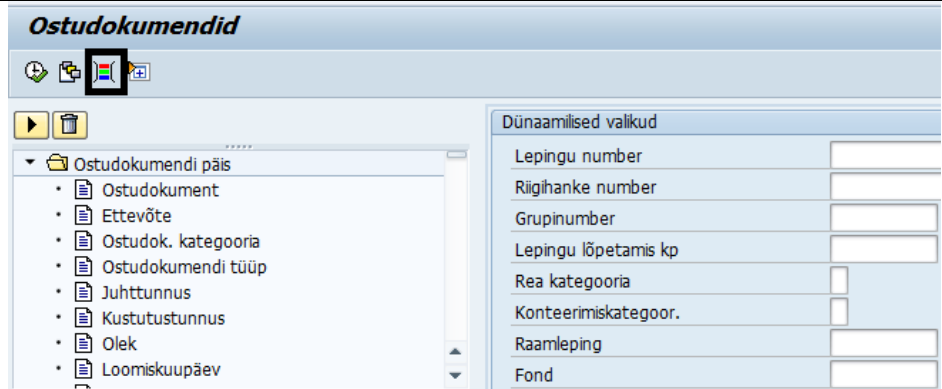 Ostudokumendid
Dünaamilised valikud
Ostudokumendi päis
Ostudokument
Ettevõte
Ostudok. kategooria
Ostudokumendi tüüp
Juhttunnus
Kustutustunnus
Olek
Loomiskuupäev
Lepingu number
Riigihanke number
Grupinumber
Lepingu lõpetamis kp
Rea kategooria
Konteerimiskategoor.
Raamleping
Fond